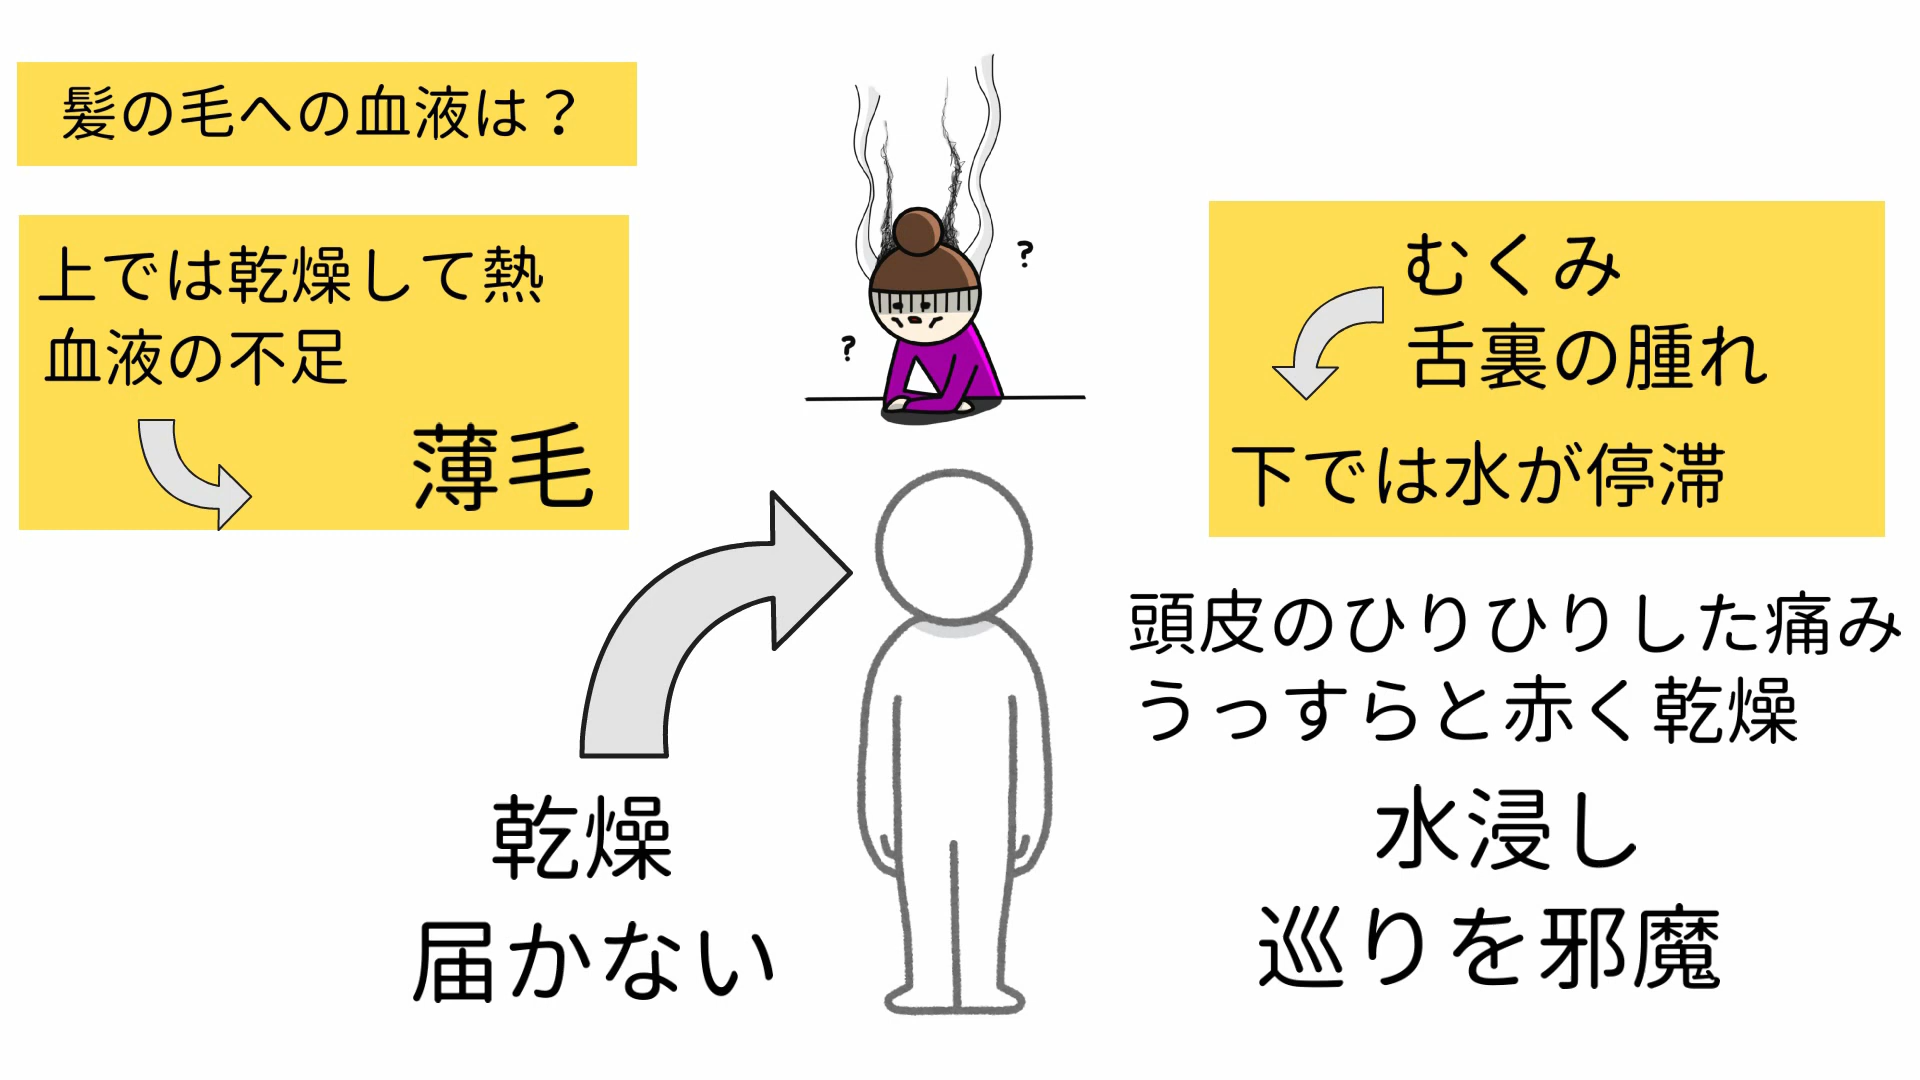 髪の毛への血液は？
上では乾燥して熱
血液の不足
薄毛
?
?
むくみ
舌裏の腫れ
下では水が停滞
頭皮のひりひりした痛み
うっすらと赤く乾燥
水浸し
巡りを邪魔
乾燥
届かない